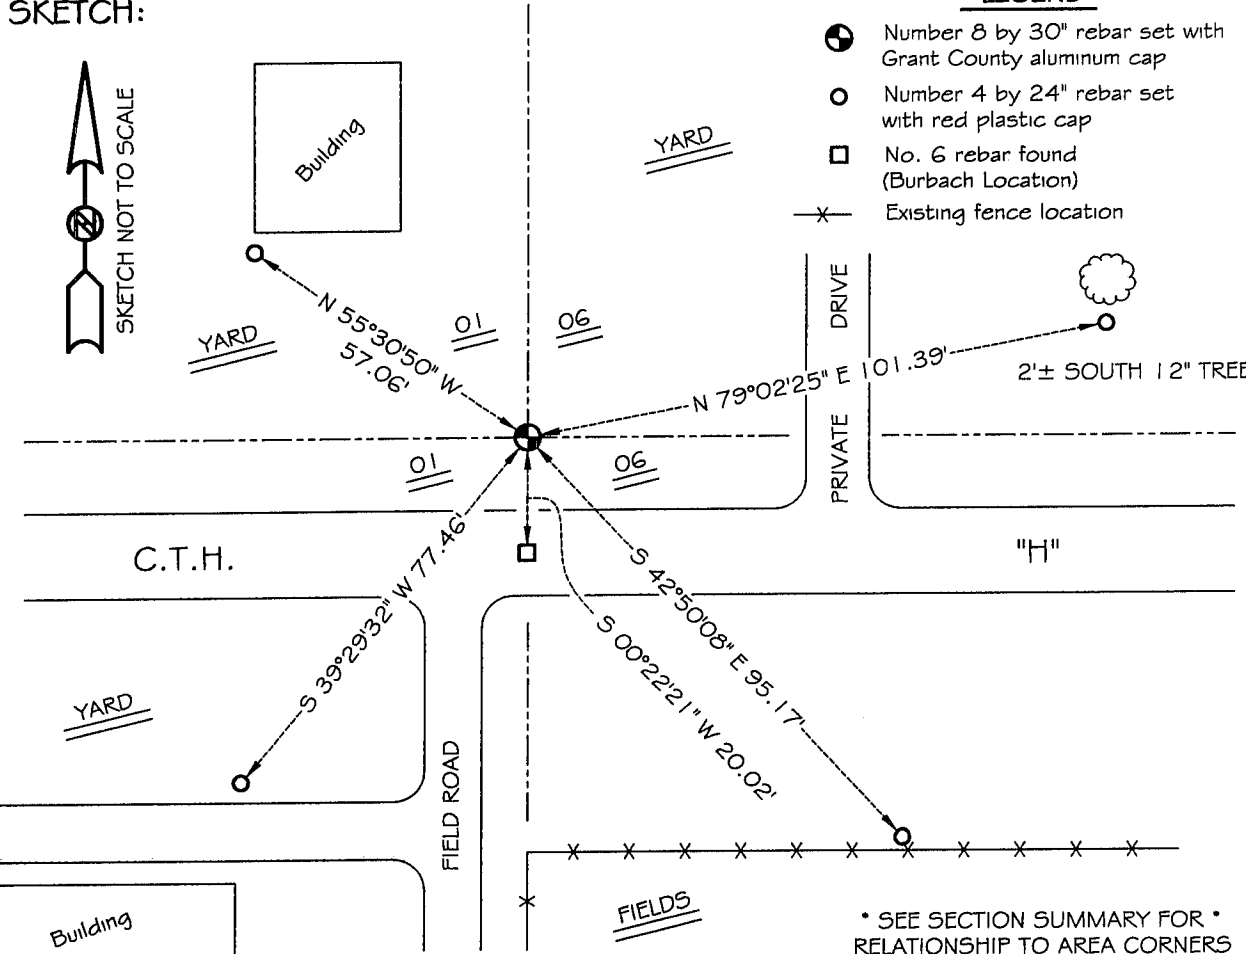 SKETCH:
LEGEND
Number 8 by 30" rebar set with
Grant County aluminum cap
Number 4 by 24" rebar set
with red plastic cap
No. 6 rebar found
(Burbach Location)
Existing fence location
SKETCH NOT TO SCALE
N
Building
YARD
YARD
01
06
N 55°30'50" W
57.06'
PRIVATE DRIVE
N 79°02'25" E 101.39'
2'± SOUTH 12" TREE
01
06
C.T.H.
"H"
S 39°29'32" W 77.46'
S 42°50'08" E 95.17'
S 00°22'21" W 20.02'
YARD
FIELD ROAD
Building
FIELDS
* SEE SECTION SUMMARY FOR *
RELATIONSHIP TO AREA CORNERS